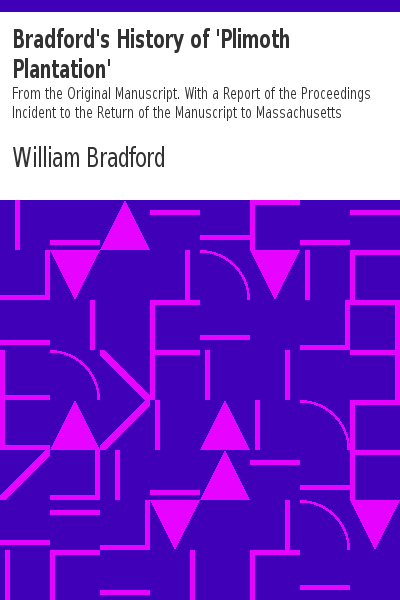 Bradford's History of 'Plimoth
Plantation'
From the Original Manuscript. With a Report of the Proceedings
Incident to the Return of the Manuscript to Massachusetts
William Bradford